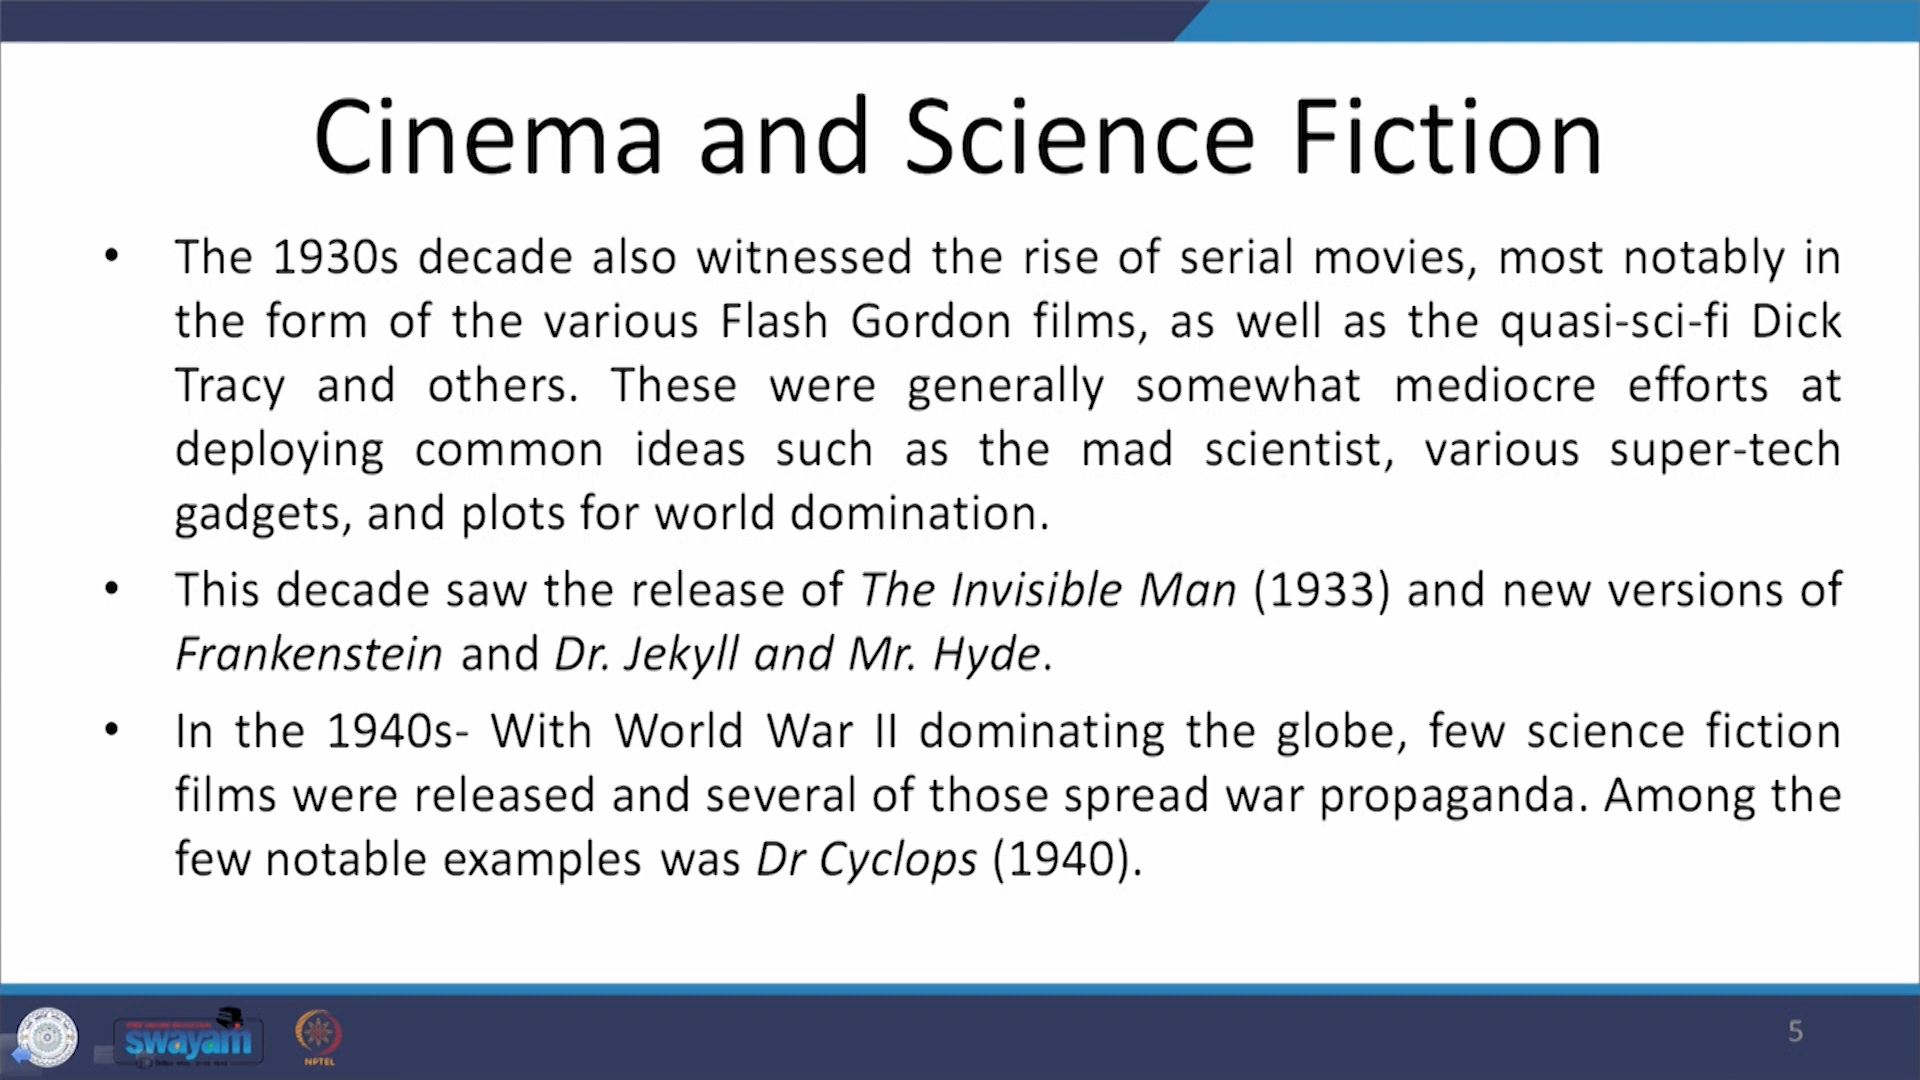 Cinema and Science Fiction
• The 1930s decade also witnessed the rise of serial movies, most notably in
the form of the various Flash Gordon films, as well as the quasi-sci-fi Dick
Tracy and others. These were generally somewhat mediocre efforts at
deploying common ideas such as the mad scientist, various super-tech
gadgets, and plots for world domination.
• This decade saw the release of The Invisible Man (1933) and new versions of
Frankenstein and Dr. Jekyll and Mr. Hyde.
• In the 1940s- With World War II dominating the globe, few science fiction
films were released and several of those spread war propaganda. Among the
few notable examples was Dr Cyclops (1940).
swayam
NPTEL
5